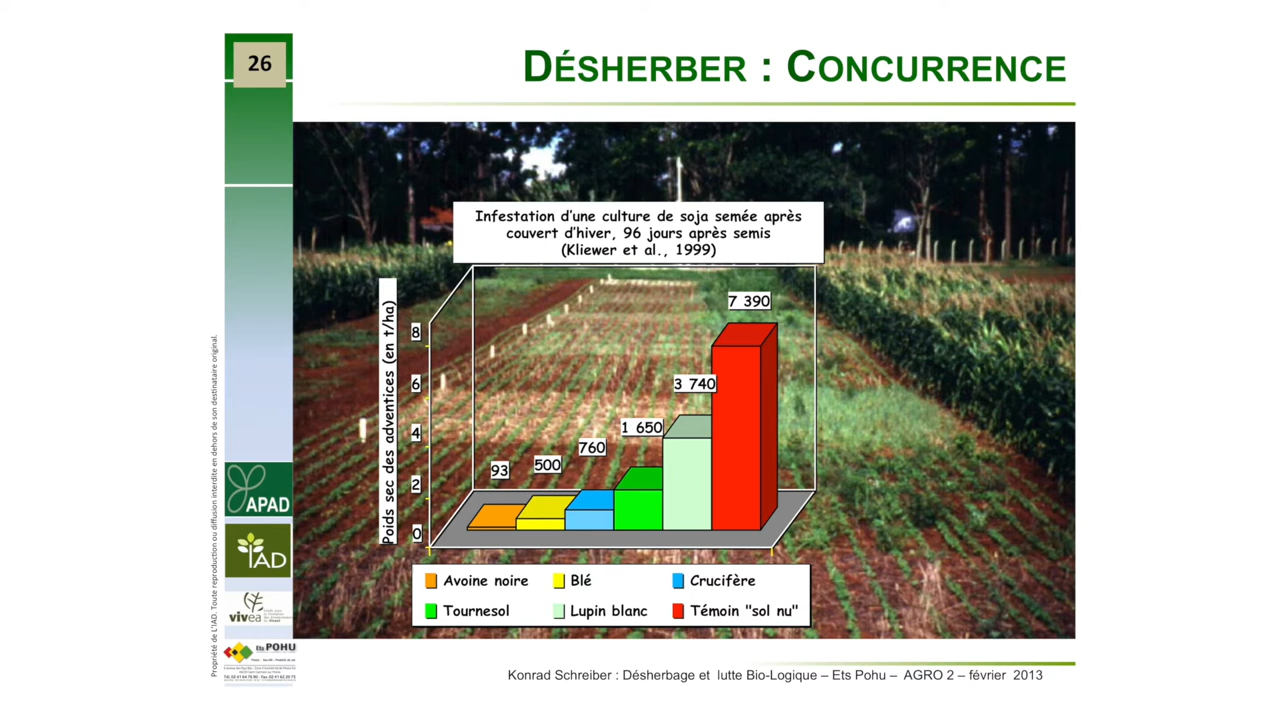 26
DÉSHERBER : CONCURRENCE
Infestation d'une culture de soja semée après
couvert d'hiver, 96 jours après semis
(Kliewer et al., 1999)
Poids sec des adventices (en t/ha)
8
6
4
2
0
93
500
760
1 650
3 740
7 390
Avoine noire
Blé
Crucifère
Tournesol
Lupin blanc
Témoin "sol nu"
Propriété de L'IAD. Toute reproduction ou diffusion interdite en dehors de son destinataire original.
APAD
IAD
vivea
Ets POHU
Konrad Schreiber : Désherbage et lutte Bio-Logique – Ets Pohu – AGRO 2 – février 2013